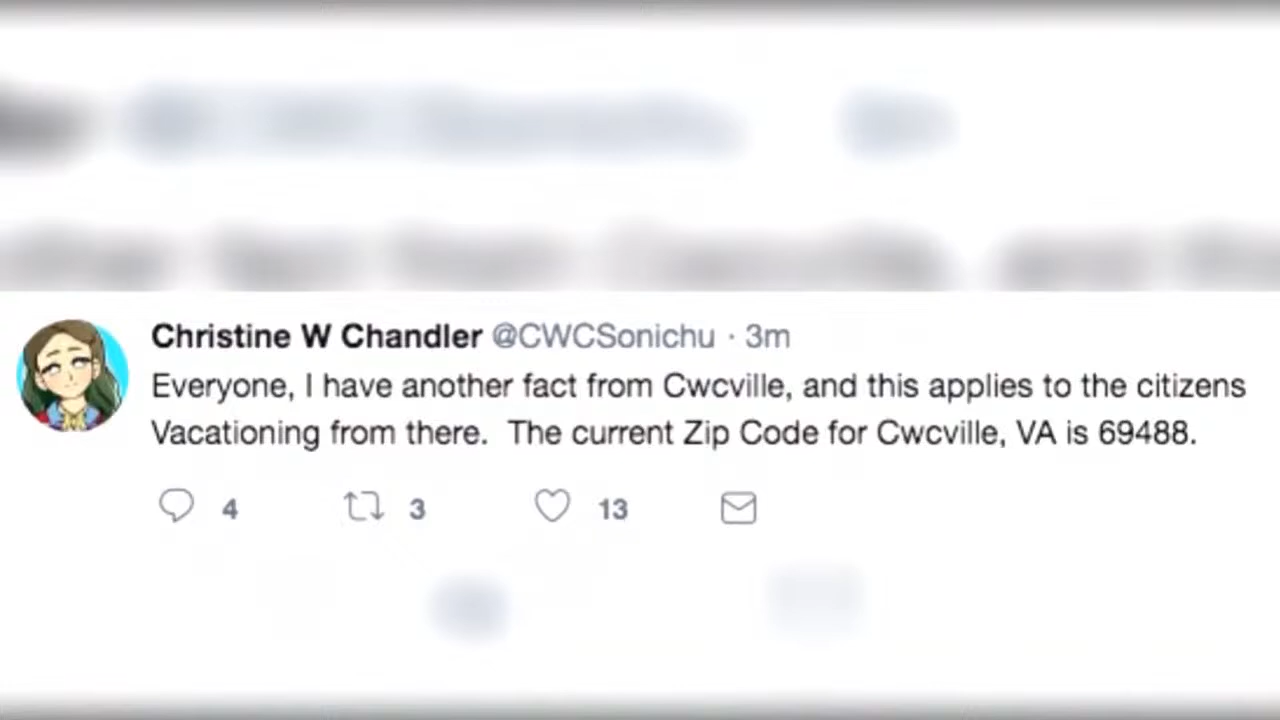 Christine W Chandler @CWCSonichu · 3m
Everyone, I have another fact from Cwcville, and this applies to the citizens
Vacationing from there.  The current Zip Code for Cwcville, VA is 69488.
4 3 13